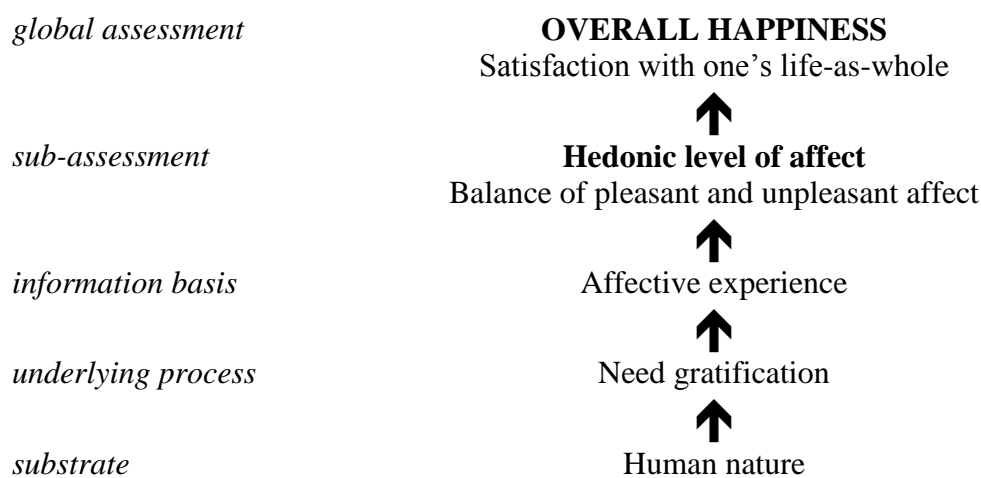 global assessment OVERALL HAPPINESS
Satisfaction with one’s life-as-whole
sub-assessment Hedonic level of affect
Balance of pleasant and unpleasant affect
information basis Affective experience
underlying process Need gratification
substrate Human nature